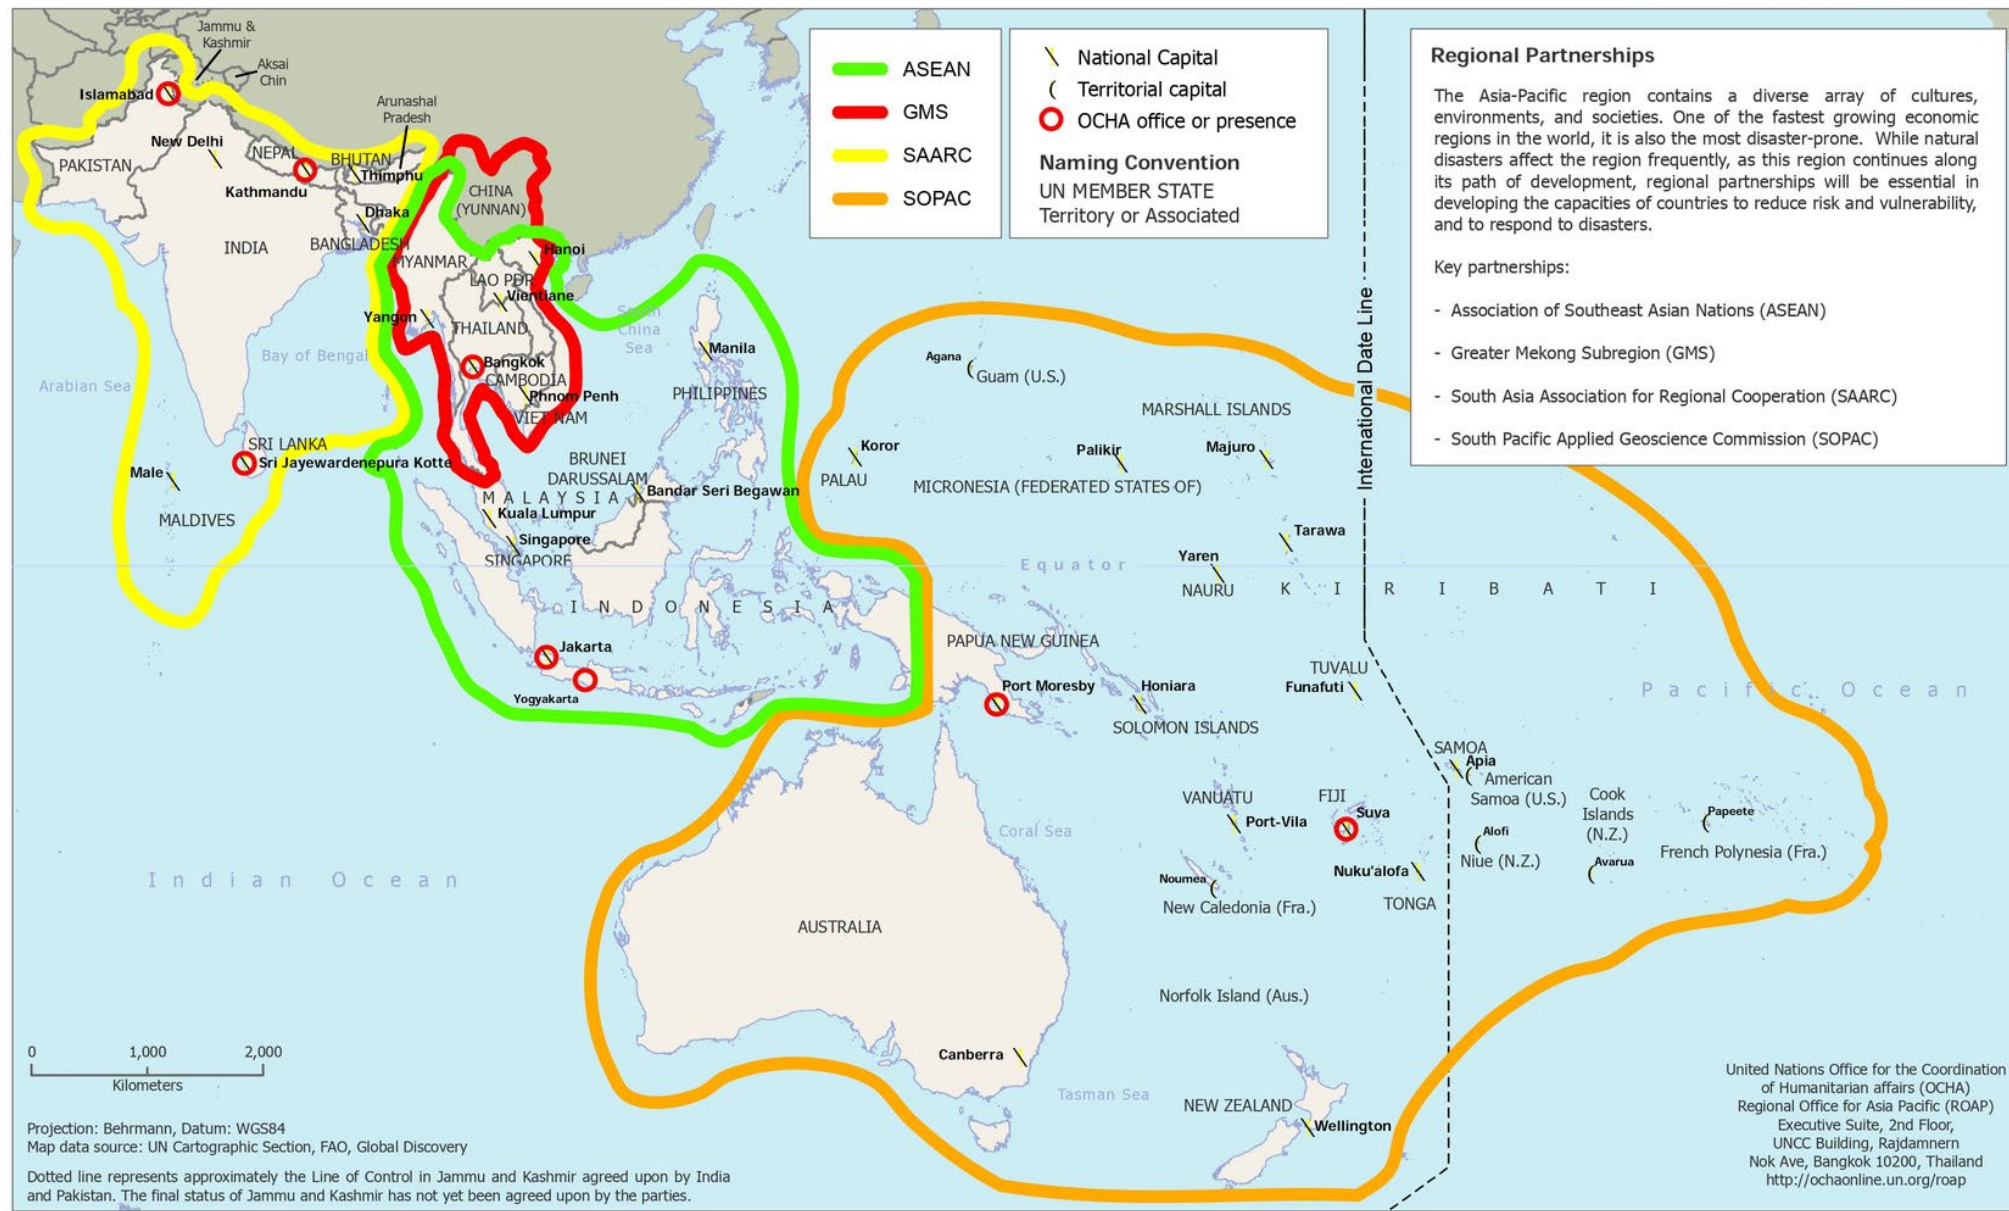 Jammu &
Kashmir
Aksai
Chin
Islamabad
Arunashal
Pradesh
New Delhi
PAKISTAN
NEPAL
BHUTAN
Thimphu
Kathmandu
Dhaka
INDIA
BANGLADESH
CHINA
(YUNNAN)
Hanoi
MYANMAR
LAO PDR
Vientiane
Yangon
THAILAND
South
China
Sea
Bay of Bengal
Arabian Sea
Bangkok
CAMBODIA
Phnom Penh
VIET NAM
Manila
PHILIPPINES
SRI LANKA
Sri Jayewardenepura Kotte
Male
MALDIVES
BRUNEI
DARUSSALAM
Bandar Seri Begawan
MALAYSIA
Kuala Lumpur
Singapore
SINGAPORE
INDONESIA
Jakarta
Yogyakarta
ASEAN
GMS
SAARC
SOPAC
National Capital
Territorial capital
OCHA office or presence
Naming Convention
UN MEMBER STATE
Territory or Associated
International Date Line
Regional Partnerships
The Asia-Pacific region contains a diverse array of cultures,
environments, and societies. One of the fastest growing economic
regions in the world, it is also the most disaster-prone. While natural
disasters affect the region frequently, as this region continues along
its path of development, regional partnerships will be essential in
developing the capacities of countries to reduce risk and vulnerability,
and to respond to disasters.
Key partnerships:
- Association of Southeast Asian Nations (ASEAN)
- Greater Mekong Subregion (GMS)
- South Asia Association for Regional Cooperation (SAARC)
- South Pacific Applied Geoscience Commission (SOPAC)
Agana
Guam (U.S.)
MARSHALL ISLANDS
Koror
PALAU
Palikir
Majuro
MICRONESIA (FEDERATED STATES OF)
Tarawa
Yaren
Equator
NAURU
KIRIBATI
PAPUA NEW GUINEA
Port Moresby
Honiara
SOLOMON ISLANDS
TUVALU
Funafuti
Pacific Ocean
SAMOA
Apia
American
Samoa (U.S.)
VANUATU
Port-Vila
FIJI
Suva
Cook
Islands
(N.Z.)
Papeete
French Polynesia (Fra.)
Alofi
Niue (N.Z.)
Avarua
Nuku'alofa
TONGA
Noumea
New Caledonia (Fra.)
Coral Sea
Indian Ocean
AUSTRALIA
Norfolk Island (Aus.)
Canberra
Tasman Sea
NEW ZEALAND
Wellington
0 1,000 2,000
Kilometers
Projection: Behrmann, Datum: WGS84
Map data source: UN Cartographic Section, FAO, Global Discovery
Dotted line represents approximately the Line of Control in Jammu and Kashmir agreed upon by India
and Pakistan. The final status of Jammu and Kashmir has not yet been agreed upon by the parties.
United Nations Office for the Coordination
of Humanitarian affairs (OCHA)
Regional Office for Asia Pacific (ROAP)
Executive Suite, 2nd Floor,
UNCC Building, Rajdamnern
Nok Ave, Bangkok 10200, Thailand
http://ochaonline.un.org/roap